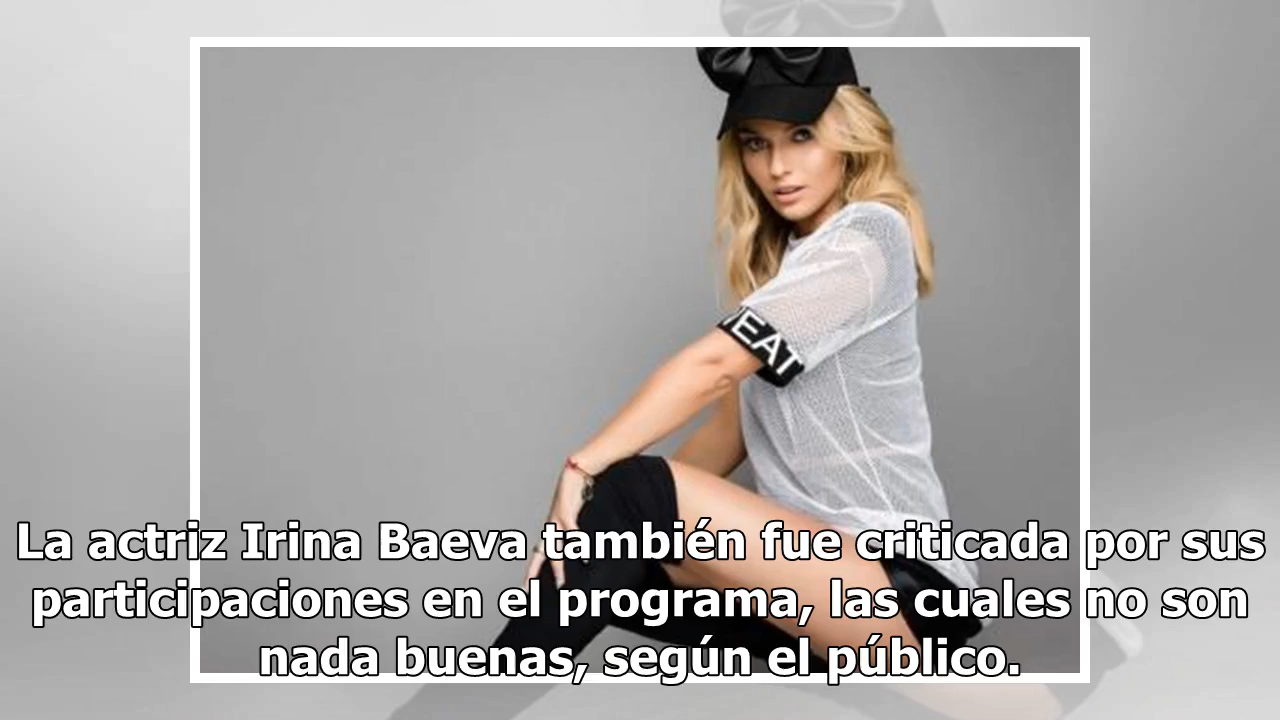 VEAT
La actriz Irina Baeva también fue criticada por sus
participaciones en el programa, las cuales no son
nada buenas, según el público.